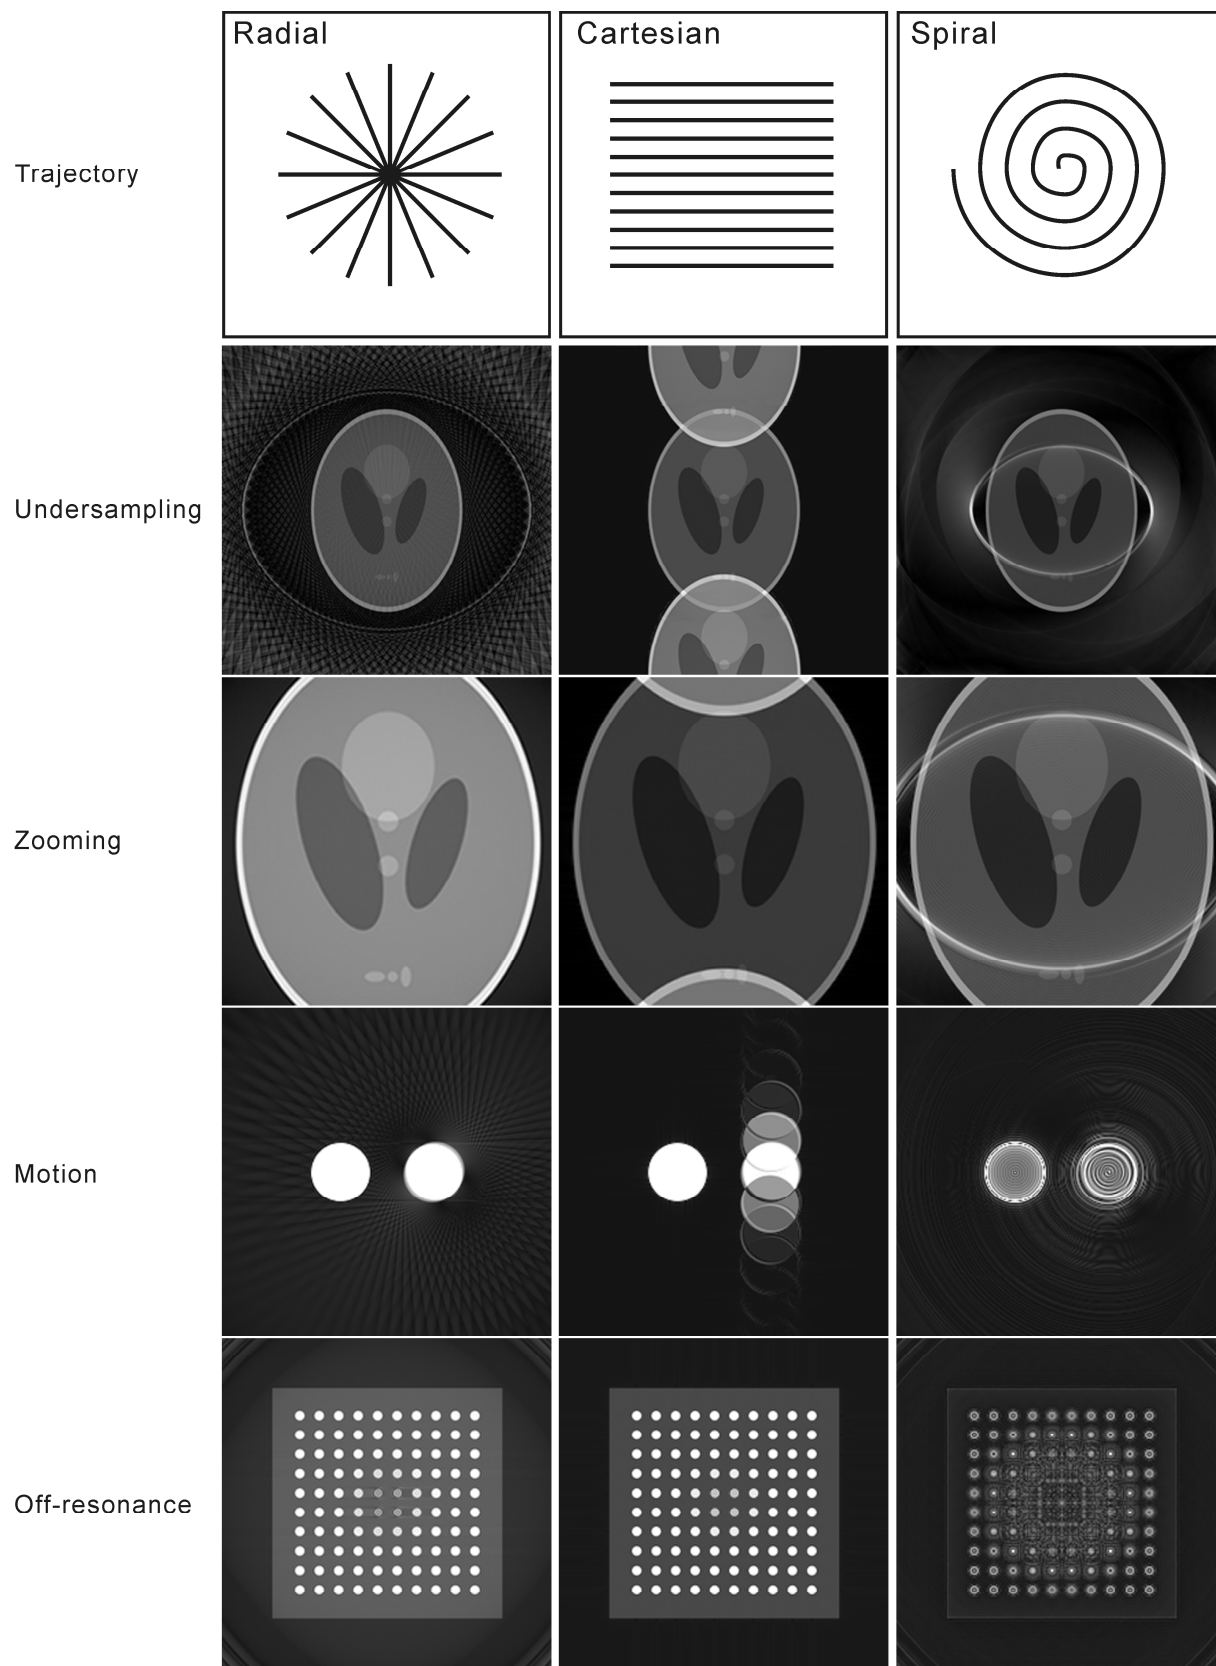 Radial
Cartesian
Spiral
Trajectory
Undersampling
Zooming
Motion
Off-resonance